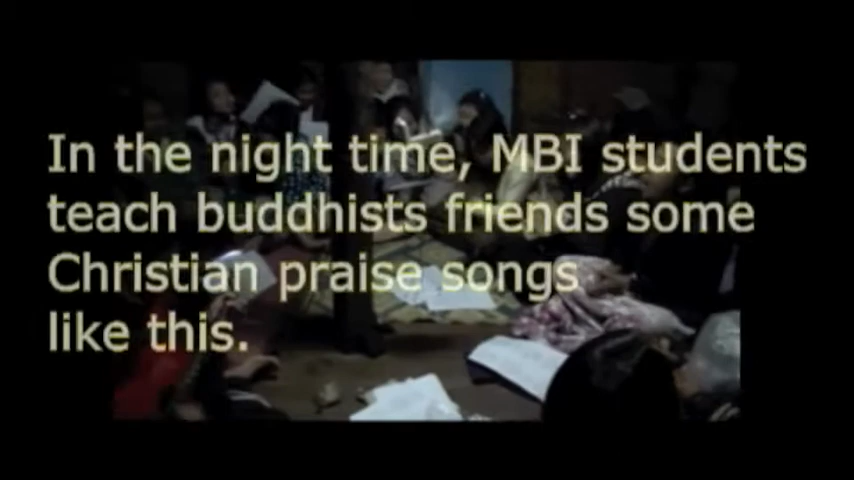 In the night time, MBI students
teach buddhists friends some
Christian praise songs
like this.